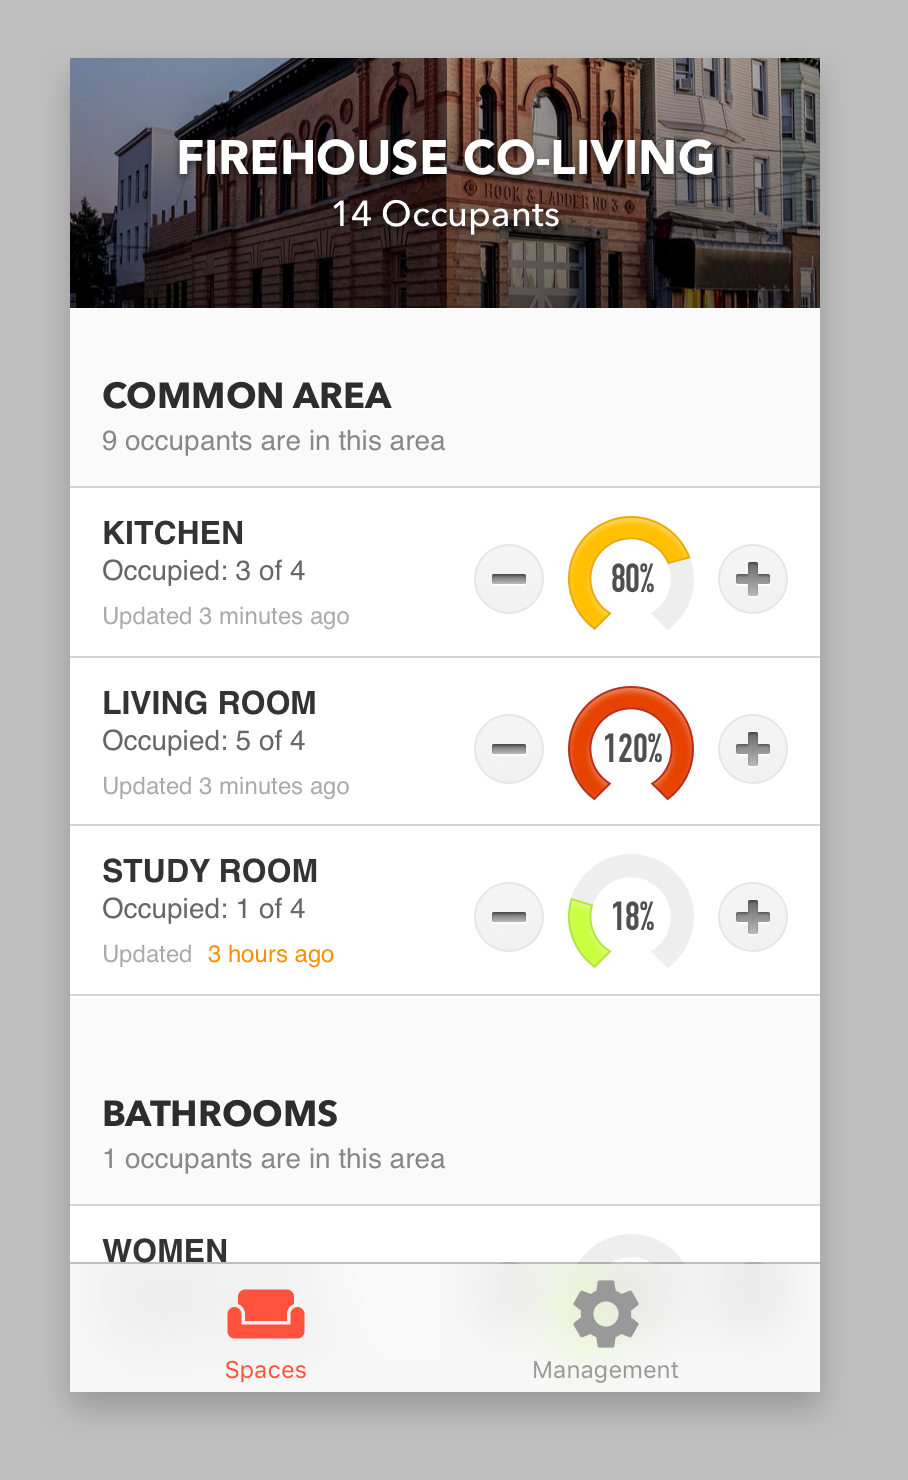 FIREHOUSE CO-LIVING
HOOK & LADDER NO 3
14 Occupants
COMMON AREA
9 occupants are in this area
KITCHEN
Occupied: 3 of 4
Updated 3 minutes ago
80%
LIVING ROOM
Occupied: 5 of 4
Updated 3 minutes ago
120%
STUDY ROOM
Occupied: 1 of 4
Updated 3 hours ago
18%
BATHROOMS
1 occupants are in this area
WOMEN
Spaces
Management